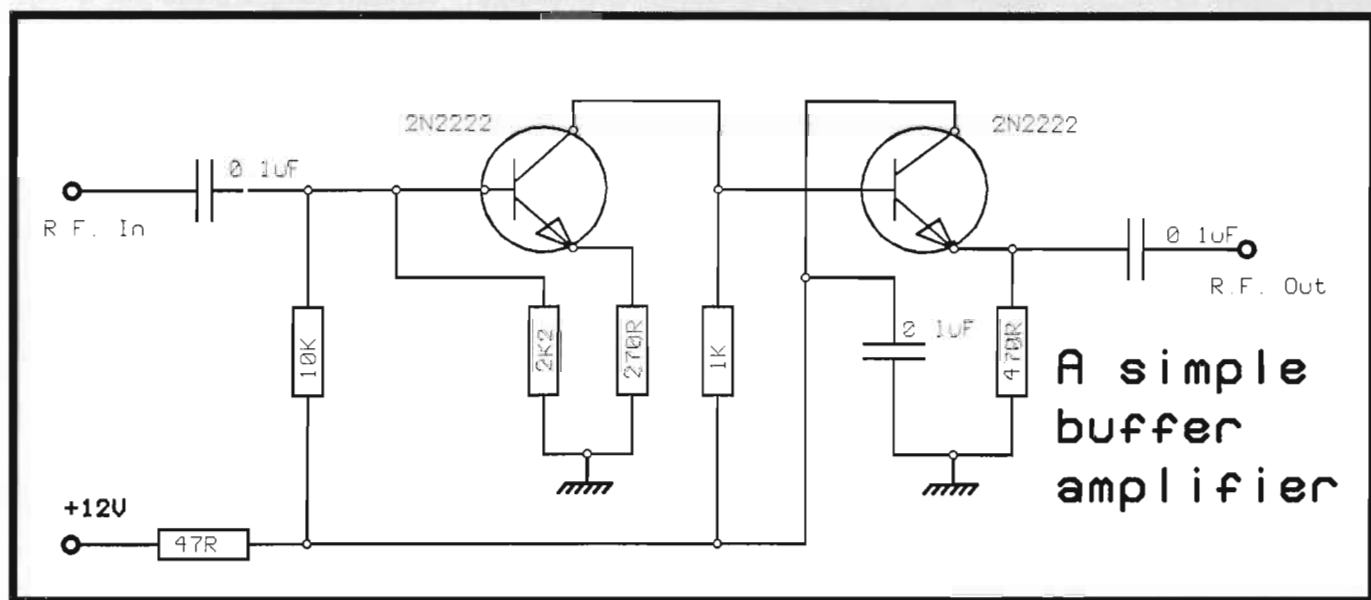 2N2222
2N2222
0 1uF
R F. In
0 1uF
R.F. Out
10K
2K2
270R
1K
0 1uF
470R
A simple
buffer
amplifier
+12V
47R